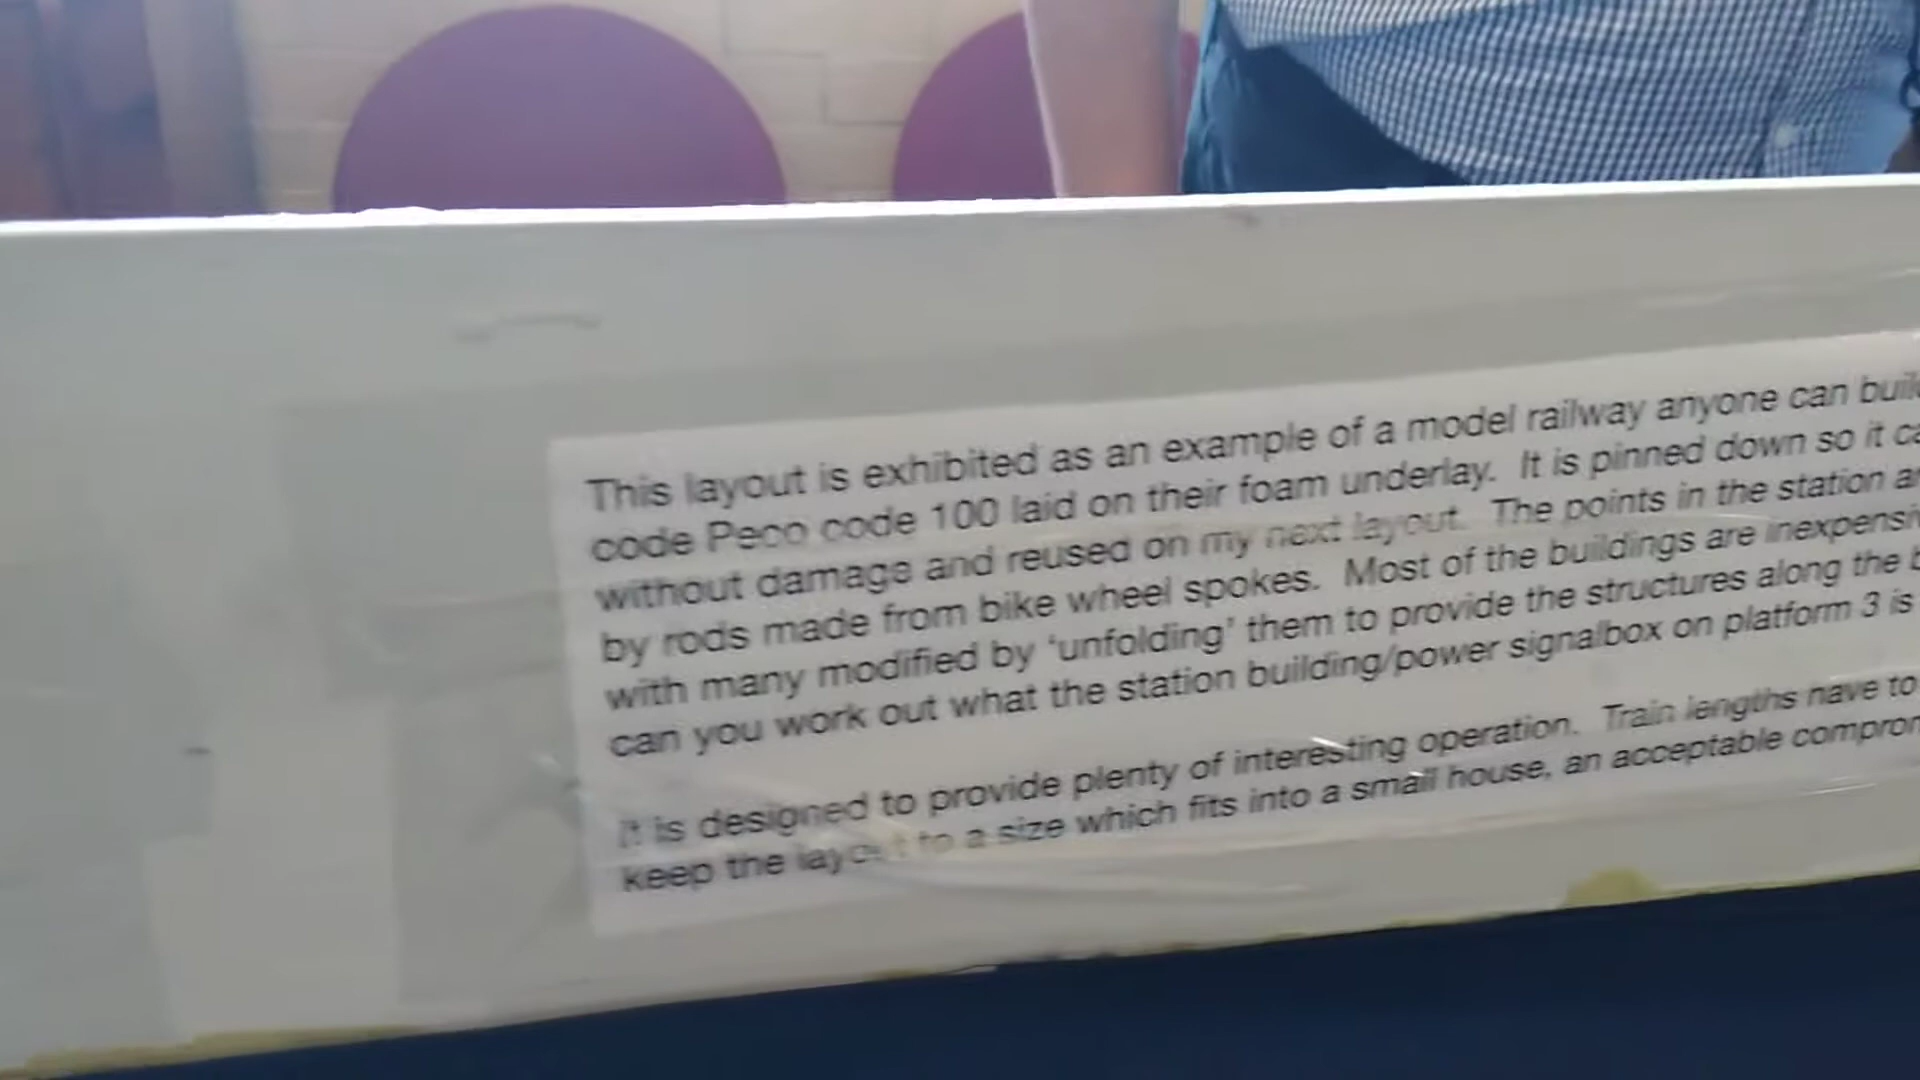 This layout is exhibited as an example of a model railway anyone can
code Peco code 100 laid on their foam underlay. It is pinned down so it
without damage and reused on my next layout. The points in the station
by rods made from bike wheel spokes. Most of the buildings are
with many modified by ‘unfolding’ them to provide the structures along the
can you work out what the station building/power signalbox on platform 3 is
It is designed to provide plenty of interesting operation. Train lengths have to
keep the layout to a size which fits into a small house, an acceptable